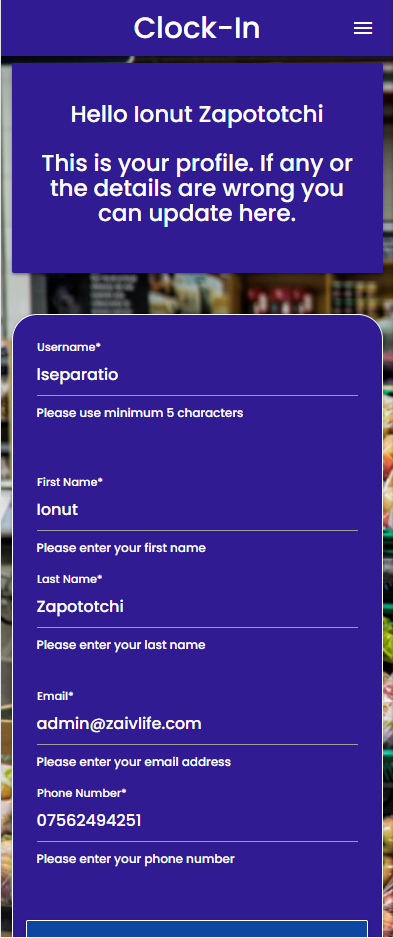 Clock-In
Hello Ionut Zapototchi
This is your profile. If any or
the details are wrong you
can update here.
Username*
Iseparatio
Please use minimum 5 characters
First Name*
Ionut
Please enter your first name
Last Name*
Zapototchi
Please enter your last name
Email*
admin@zaivlife.com
Please enter your email address
Phone Number*
07562494251
Please enter your phone number